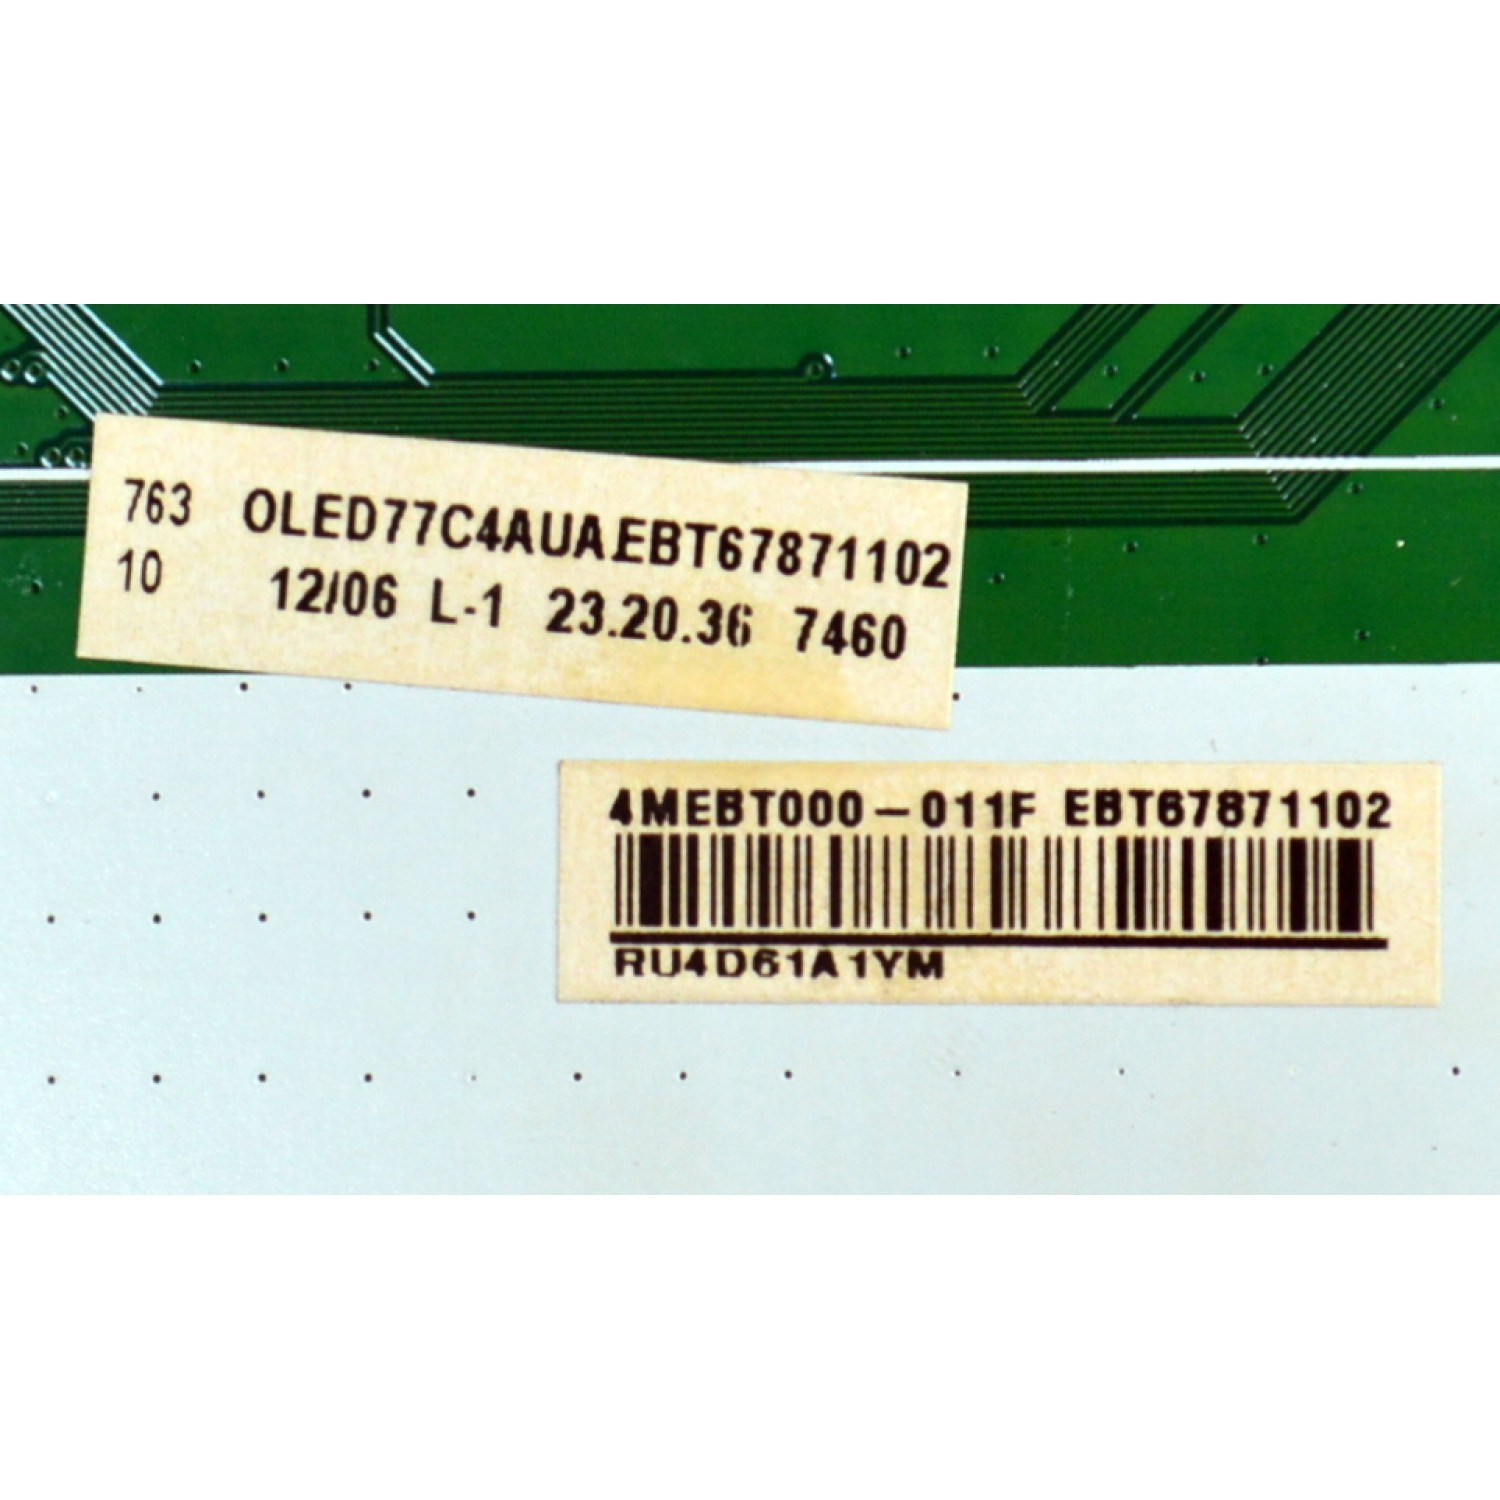 763 OLED77C4AUA.EBT67871102
10 12/06 L-1 23.20.36 7460
4MEBT000-011F EBT67871102
RU4D61A1YM